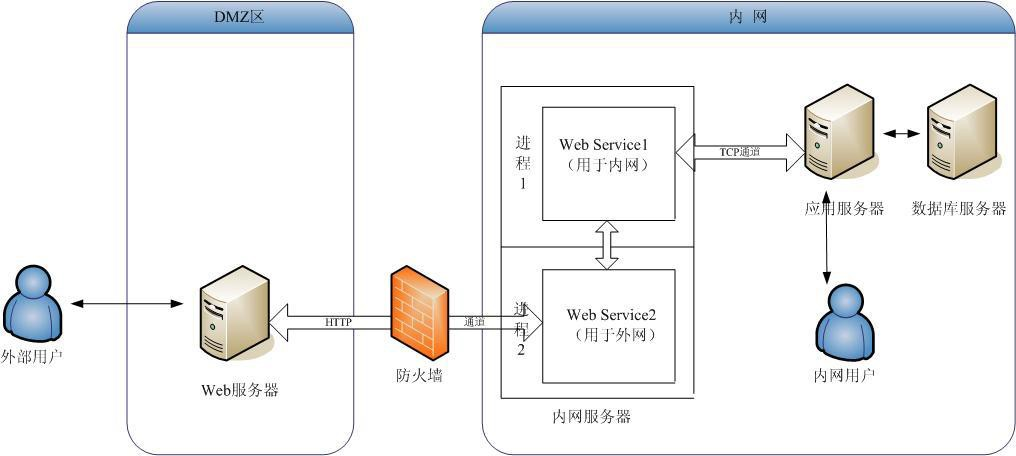 DMZ区
内 网
进
程
1
Web Service1
（用于内网）
TCP通道
应用服务器
数据库服务器
外部用户
Web服务器
HTTP
防火墙
通道
进
程
2
Web Service2
（用于外网）
内网服务器
内网用户